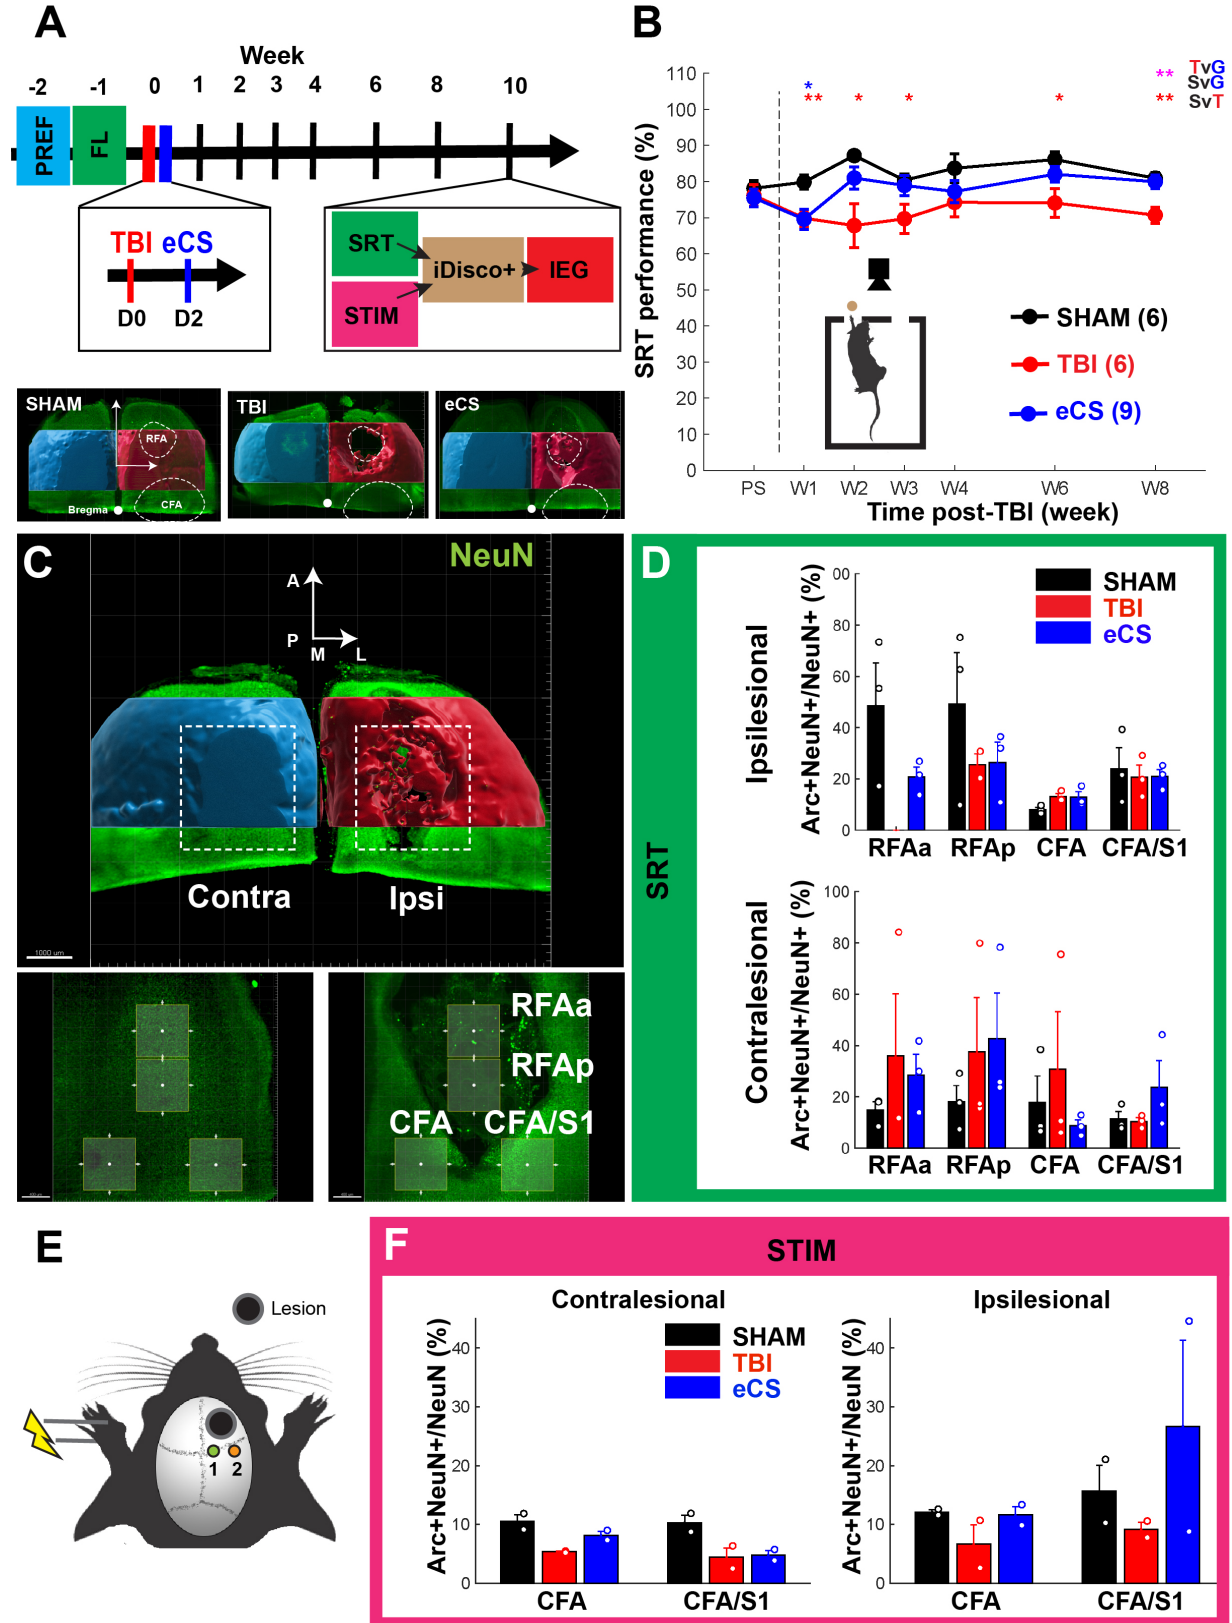 A
Week
-2 -1 0 1 2 3 4 6 8 10
PREF
FL
TBI eCS
D0 D2
SRT
STIM
iDisco+
IEG
SHAM
RFA
CFA
Bregma
TBI
eCS
B
SRT performance (%)
110
100
90
80
70
60
50
40
30
20
10
0
* ** * * * ** **
TvG
SvG
SvT
SHAM (6)
TBI (6)
eCS (9)
PS W1 W2 W3 W4 W6 W8
Time post-TBI (week)
C
NeuN
A
P
M L
Contra
Ipsi
1000 um
RFAa
RFAp
CFA CFA/S1
D
SRT
Ipsilesional
Arc+NeuN+/NeuN+ (%)
00
80
60
40
20
0
SHAM
TBI
eCS
RFAa RFAp CFA CFA/S1
Contralesional
Arc+NeuN+/NeuN+ (%)
100
80
60
40
20
0
RFAa RFAp CFA CFA/S1
E
Lesion
1 2
F
STIM
Contralesional
Arc+NeuN+/NeuN (%)
40
30
20
10
0
SHAM
TBI
eCS
CFA CFA/S1
Ipsilesional
Arc+NeuN+/NeuN (%)
40
30
20
10
0
CFA CFA/S1